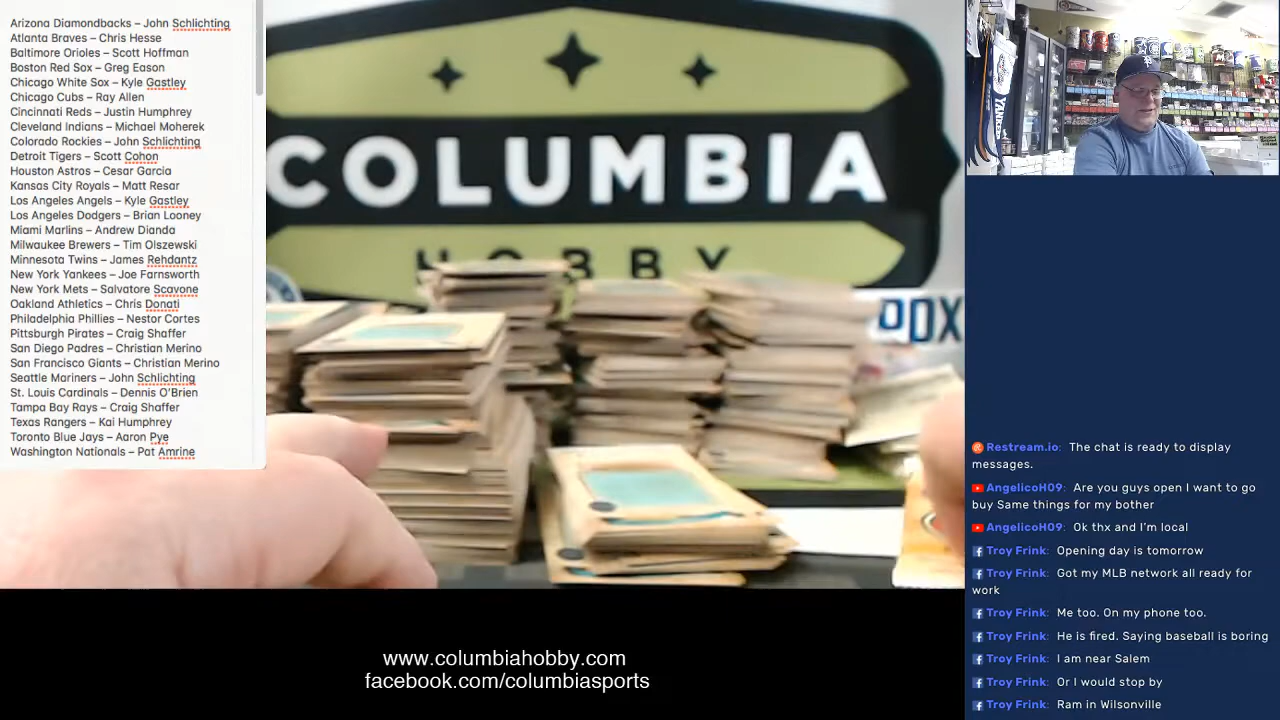 Arizona Diamondbacks – John Schlichting
Atlanta Braves – Chris Hesse
Baltimore Orioles – Scott Hoffman
Boston Red Sox – Greg Eason
Chicago White Sox – Kyle Gastley
Chicago Cubs – Ray Allen
Cincinnati Reds – Justin Humphrey
Cleveland Indians – Michael Moherek
Colorado Rockies – John Schlichting
Detroit Tigers – Scott Cohon
Houston Astros – Cesar Garcia
Kansas City Royals – Matt Resar
Los Angeles Angels – Kyle Gastley
Los Angeles Dodgers – Brian Looney
Miami Marlins – Andrew Dianda
Milwaukee Brewers – Tim Olszewski
Minnesota Twins – James Rehdantz
New York Yankees – Joe Farnsworth
New York Mets – Salvatore Scavone
Oakland Athletics – Chris Donati
Philadelphia Phillies – Nestor Cortes
Pittsburgh Pirates – Craig Shaffer
San Diego Padres – Christian Merino
San Francisco Giants – Christian Merino
Seattle Mariners – John Schlichting
St. Louis Cardinals – Dennis O'Brien
Tampa Bay Rays – Craig Shaffer
Texas Rangers – Kai Humphrey
Toronto Blue Jays – Aaron Pye
Washington Nationals – Pat Amrine
COLUMBIA
HOBBY
www.columbiahobby.com
facebook.com/columbiasports
Restream.io: The chat is ready to display
messages.
AngelicoH09: Are you guys open I want to go
buy Same things for my bother
AngelicoH09: Ok thx and I'm local
Troy Frink: Opening day is tomorrow
Troy Frink: Got my MLB network all ready for
work
Troy Frink: Me too. On my phone too.
Troy Frink: He is fired. Saying baseball is boring
Troy Frink: I am near Salem
Troy Frink: Or I would stop by
Troy Frink: Ram in Wilsonville